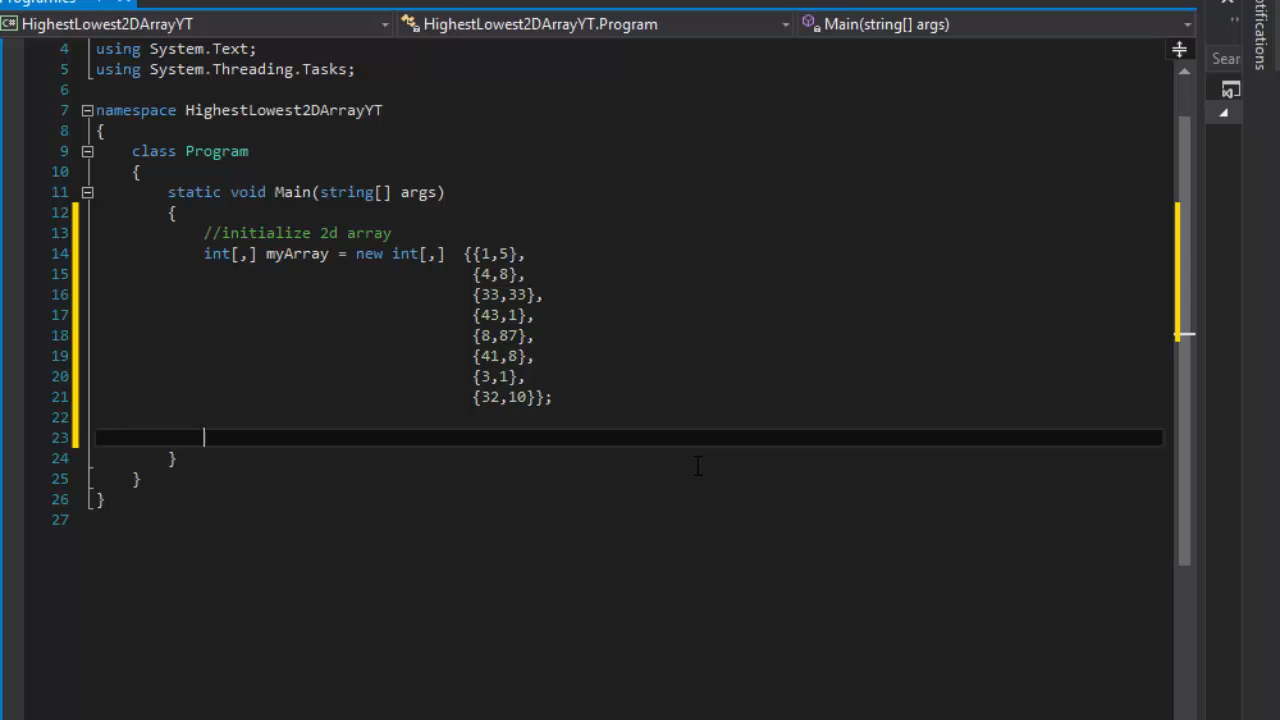 HighestLowest2DArrayYT HighestLowest2DArrayYT.Program Main(string[] args)
Sear
4 using System.Text;
5 using System.Threading.Tasks;
6
7 namespace HighestLowest2DArrayYT
8 {
9 class Program
10 {
11 static void Main(string[] args)
12 {
13 //initialize 2d array
14 int[,] myArray = new int[,] {{1,5},
15 {4,8},
16 {33,33},
17 {43,1},
18 {8,87},
19 {41,8},
20 {3,1},
21 {32,10}};
22
23
24 }
25 }
26 }
27